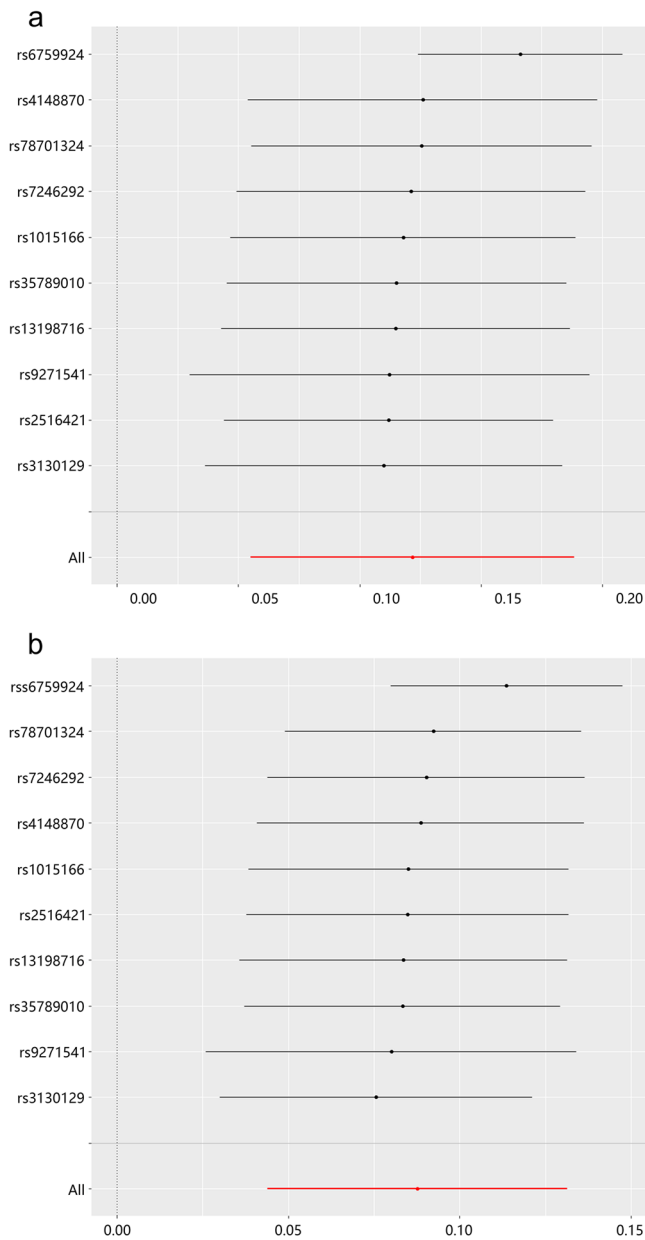 a
rs6759924
rs4148870
rs78701324
rs7246292
rs1015166
rs35789010
rs13198716
rs9271541
rs2516421
rs3130129
All
0.00 0.05 0.10 0.15 0.20
b
rss6759924
rs78701324
rs7246292
rs4148870
rs1015166
rs2516421
rs13198716
rs35789010
rs9271541
rs3130129
All
0.00 0.05 0.10 0.15